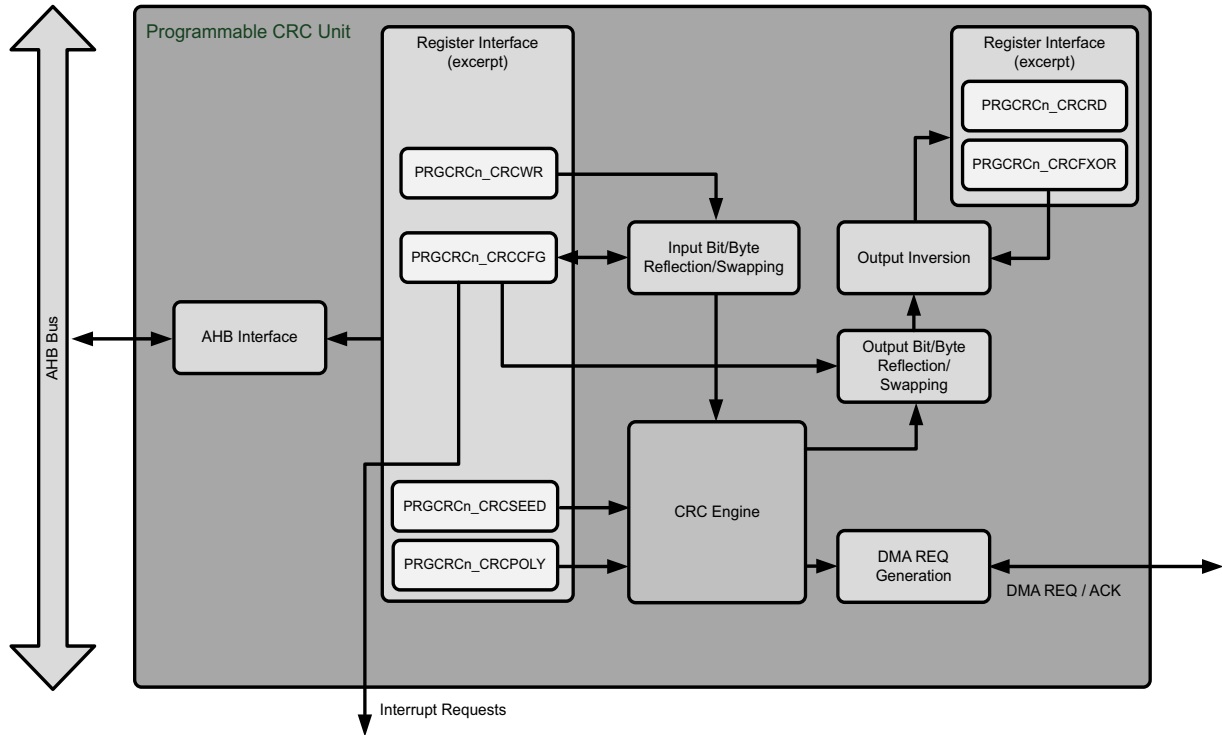 Programmable CRC Unit
Register Interface
(excerpt)
PRGCRCn_CRCWR
PRGCRCn_CRCCFG
PRGCRCn_CRCSEED
PRGCRCn_CRCPOLY
Register Interface
(excerpt)
PRGCRCn_CRCRD
PRGCRCn_CRCFXOR
Input Bit/Byte
Reflection/Swapping
Output Inversion
AHB Bus
AHB Interface
Output Bit/Byte
Reflection/
Swapping
CRC Engine
DMA REQ
Generation
DMA REQ / ACK
Interrupt Requests